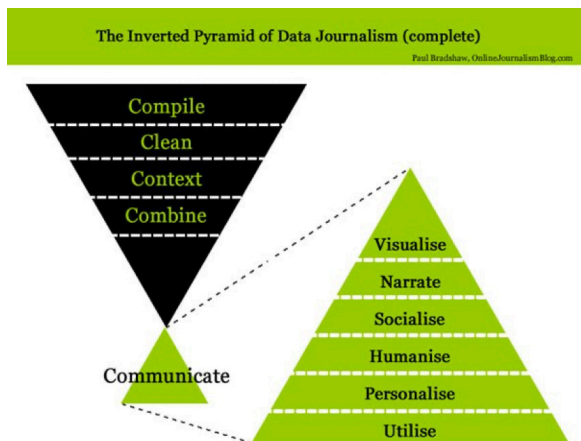 The Inverted Pyramid of Data Journalism (complete)
Paul Bradshaw, OnlineJournalismBlog.com
Compile
Clean
Context
Combine
Communicate
Visualise
Narrate
Socialise
Humanise
Personalise
Utilise